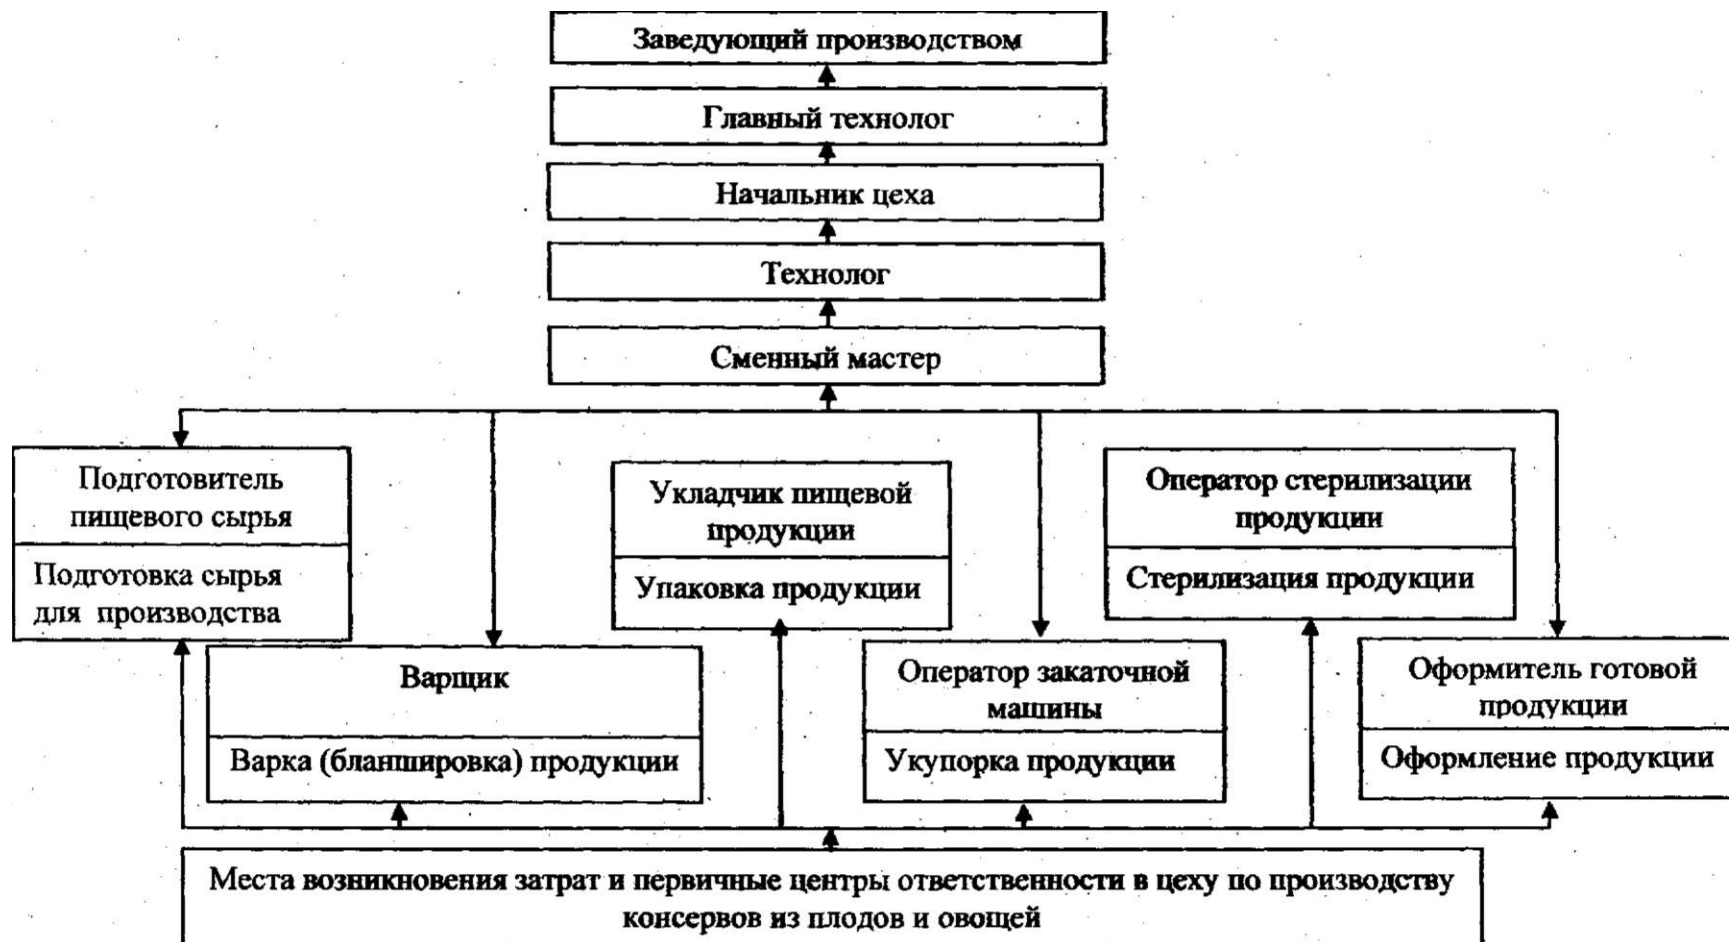 Заведующий производством
Главный технолог
Начальник цеха
Технолог
Сменный мастер
Подготовитель
пищевого сырья
Подготовка сырья
для производства
Укладчик пищевой
продукции
Упаковка продукции
Оператор стерилизации
продукции
Стерилизация продукции
Варщик
Варка (бланшировка) продукции
Оператор закаточной
машины
Укупорка продукции
Оформитель готовой
продукции
Оформление продукции
Места возникновения затрат и первичные центры ответственности в цеху по производству
консервов из плодов и овощей